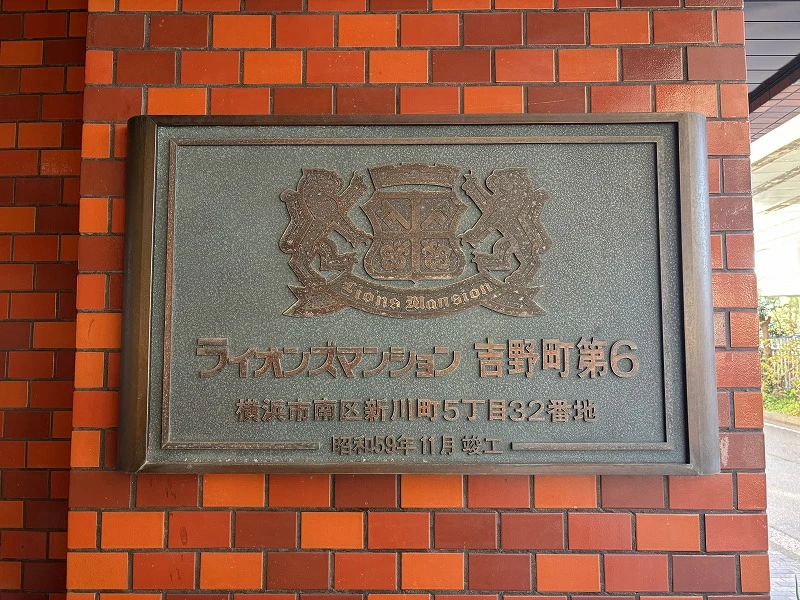 Lions Mansion
ライオンズマンション 吉野町第6
横浜市南区新川町5丁目32番地
昭和59年11月竣工